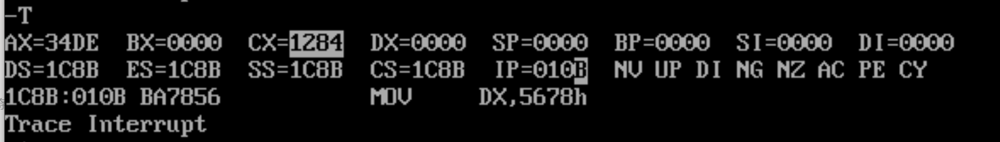 -T
AX=34DE BX=0000 CX=1284 DX=0000 SP=0000 BP=0000 SI=0000 DI=0000
DS=1C8B ES=1C8B SS=1C8B CS=1C8B IP=010B NV UP DI NG NZ AC PE CY
1C8B:010B BA7856 MOV DX,5678h
Trace Interrupt